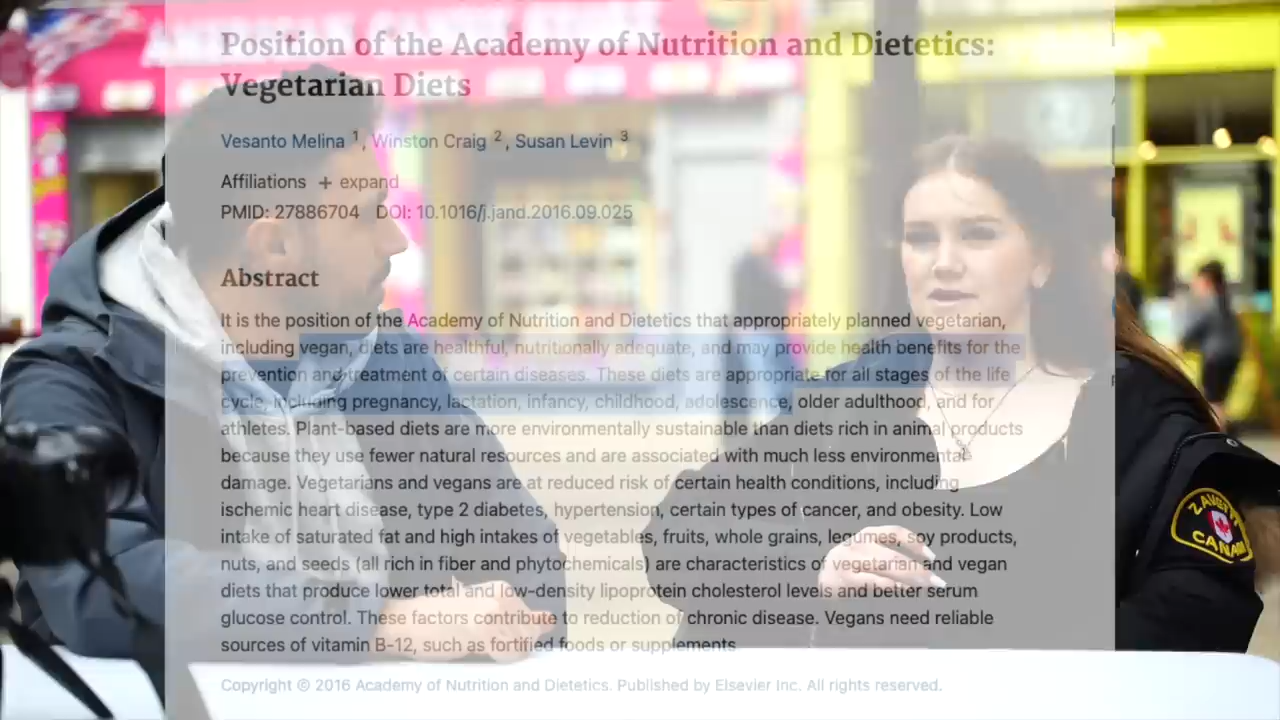 AMERICAN CANDY STORE
Position of the Academy of Nutrition and Dietetics:
Vegetarian Diets
Vesanto Melina 1, Winston Craig 2, Susan Levin 3
Affiliations + expand
PMID: 27886704 DOI: 10.1016/j.jand.2016.09.025
Abstract
It is the position of the Academy of Nutrition and Dietetics that appropriately planned vegetarian,
including vegan, diets are healthful, nutritionally adequate, and may provide health benefits for the
prevention and treatment of certain diseases. These diets are appropriate for all stages of the life
cycle, including pregnancy, lactation, infancy, childhood, adolescence, older adulthood, and for
athletes. Plant-based diets are more environmentally sustainable than diets rich in animal products
because they use fewer natural resources and are associated with much less environmental
damage. Vegetarians and vegans are at reduced risk of certain health conditions, including
ischemic heart disease, type 2 diabetes, hypertension, certain types of cancer, and obesity. Low
intake of saturated fat and high intakes of vegetables, fruits, whole grains, legumes, soy products,
nuts, and seeds (all rich in fiber and phytochemicals) are characteristics of vegetarian and vegan
diets that produce lower total and low-density lipoprotein cholesterol levels and better serum
glucose control. These factors contribute to reduction of chronic disease. Vegans need reliable
sources of vitamin B-12, such as fortified foods or supplements.
Copyright © 2016 Academy of Nutrition and Dietetics. Published by Elsevier Inc. All rights reserved.
ZAVETTI
CANADA